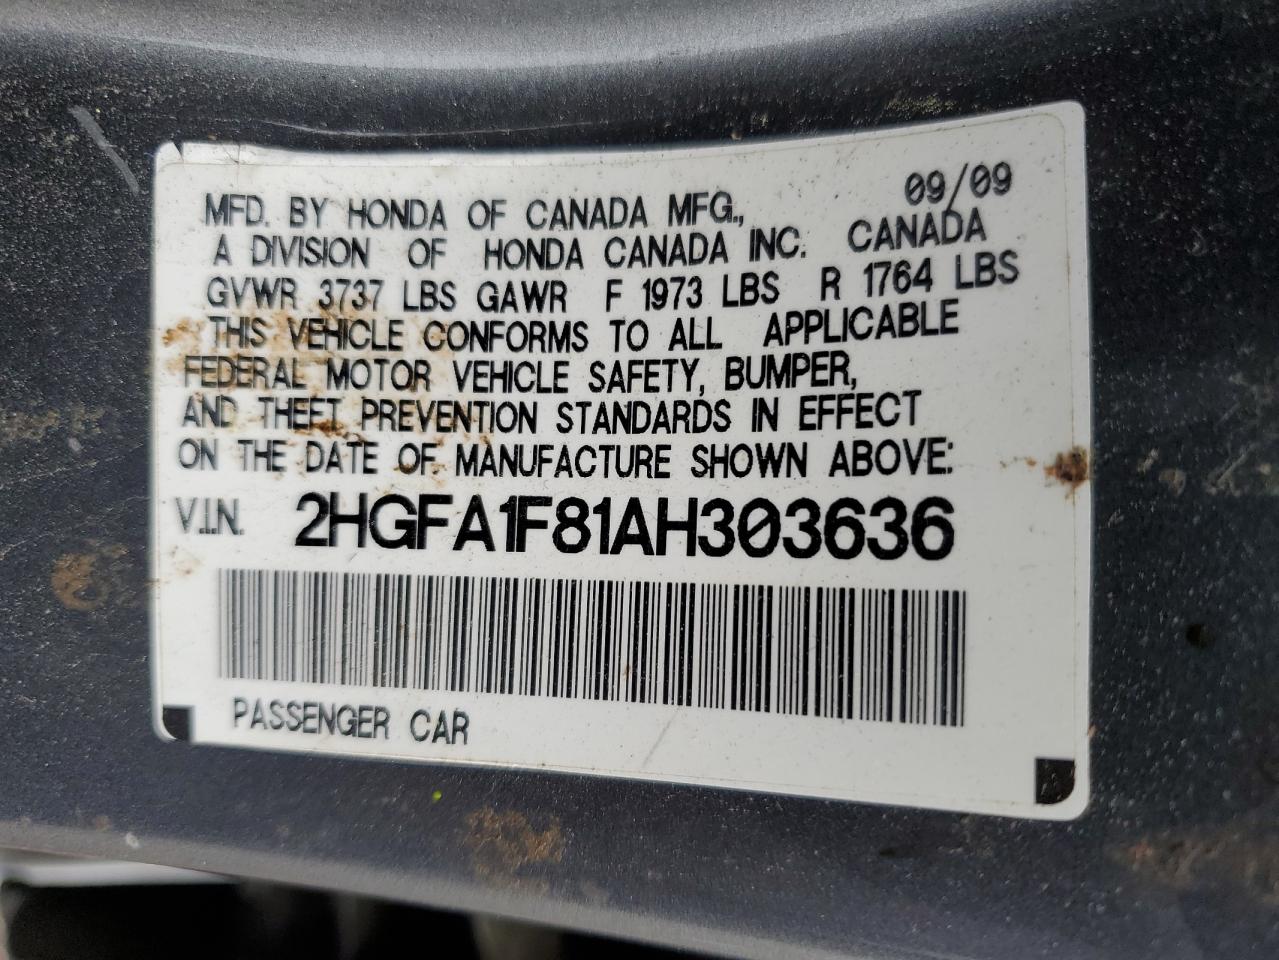 MFD. BY HONDA OF CANADA MFG., 09/09
A DIVISION OF HONDA CANADA INC. CANADA
GVWR 3737 LBS GAWR F 1973 LBS R 1764 LBS
THIS VEHICLE CONFORMS TO ALL APPLICABLE
FEDERAL MOTOR VEHICLE SAFETY, BUMPER,
AND THEFT PREVENTION STANDARDS IN EFFECT
ON THE DATE OF MANUFACTURE SHOWN ABOVE:
V.I.N. 2HGFA1F81AH303636
PASSENGER CAR